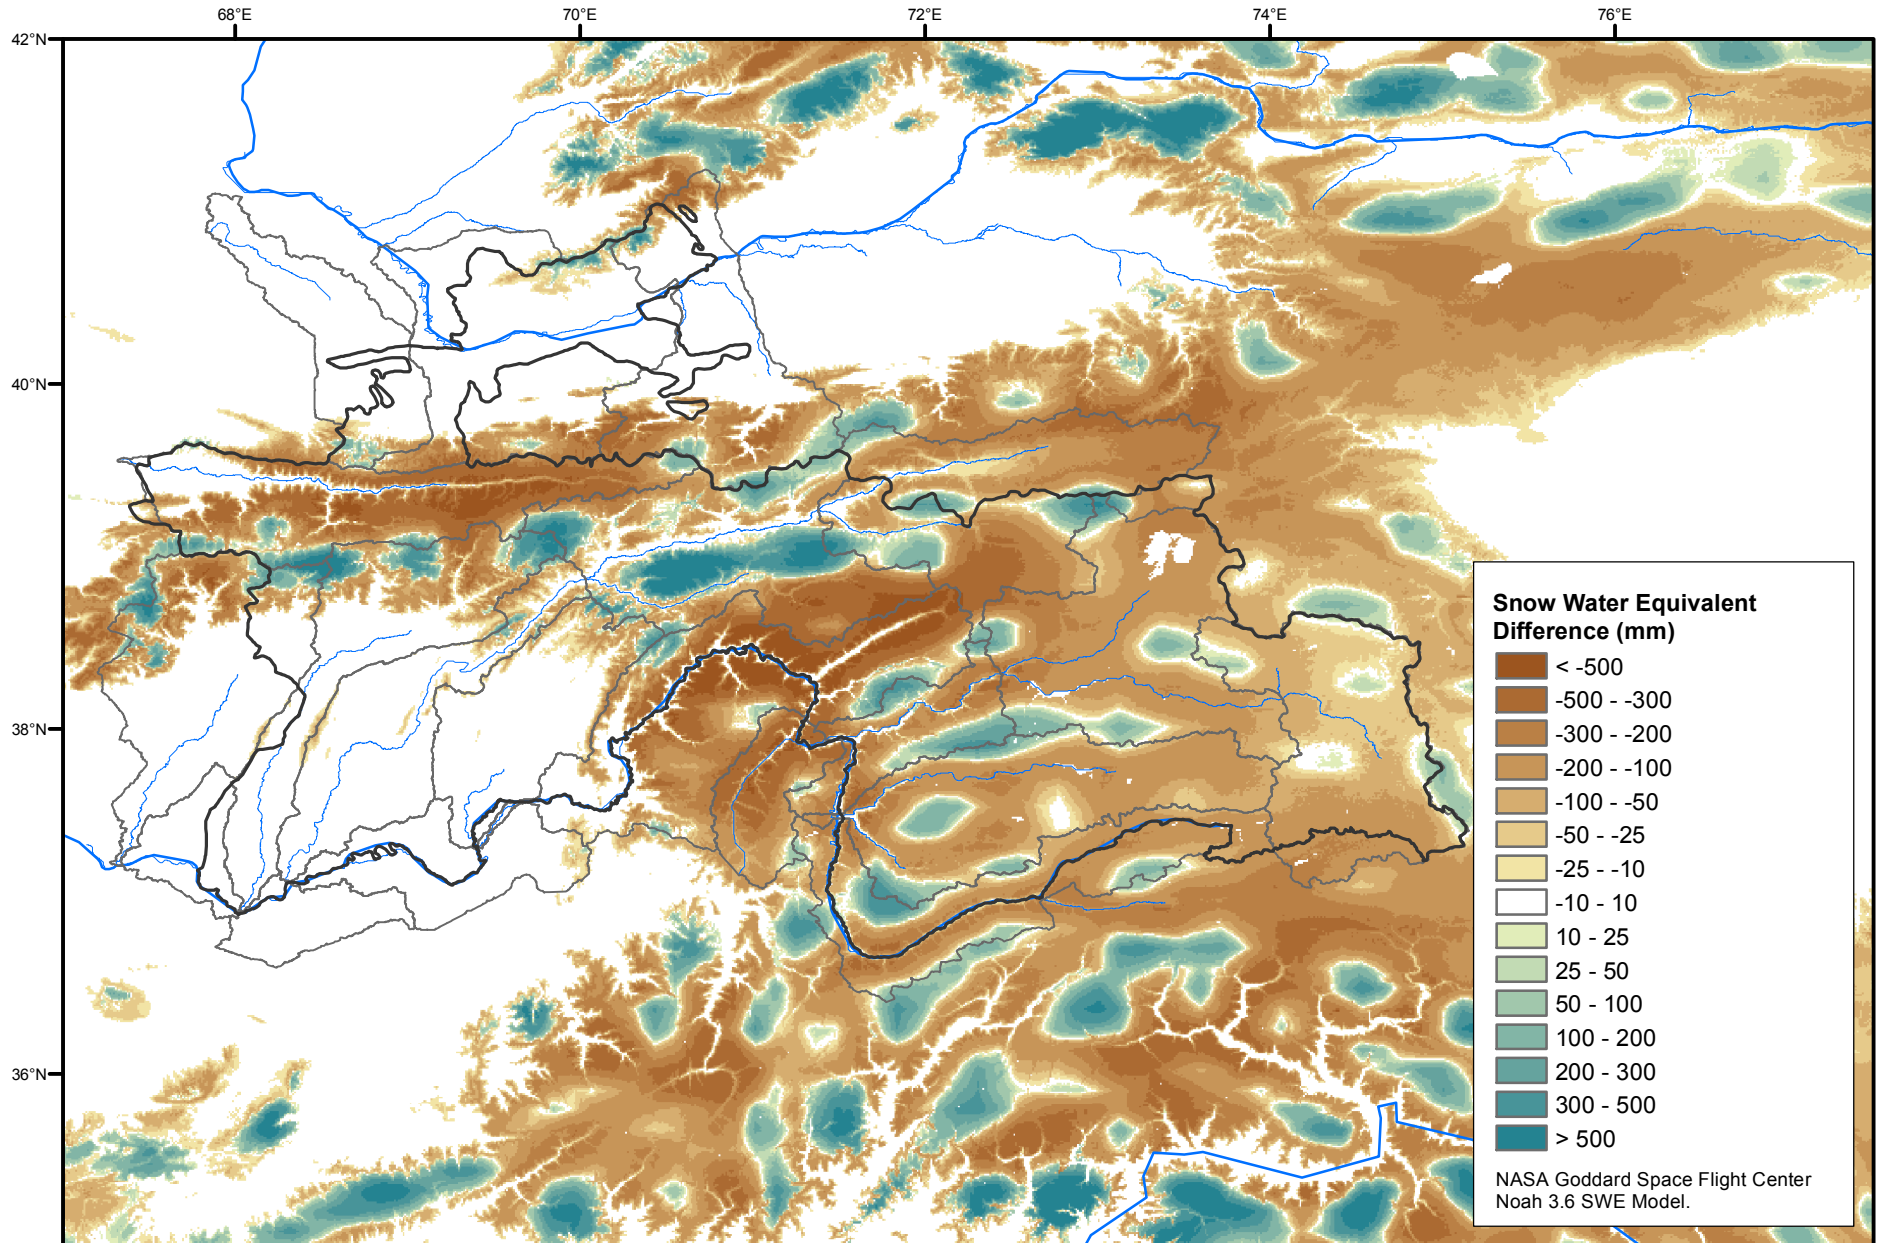 68°E 70°E 72°E 74°E 76°E
42°N
40°N
38°N
36°N
Snow Water Equivalent
Difference (mm)
< -500
-500 - -300
-300 - -200
-200 - -100
-100 - -50
-50 - -25
-25 - -10
-10 - 10
10 - 25
25 - 50
50 - 100
100 - 200
200 - 300
300 - 500
> 500
NASA Goddard Space Flight Center
Noah 3.6 SWE Model.